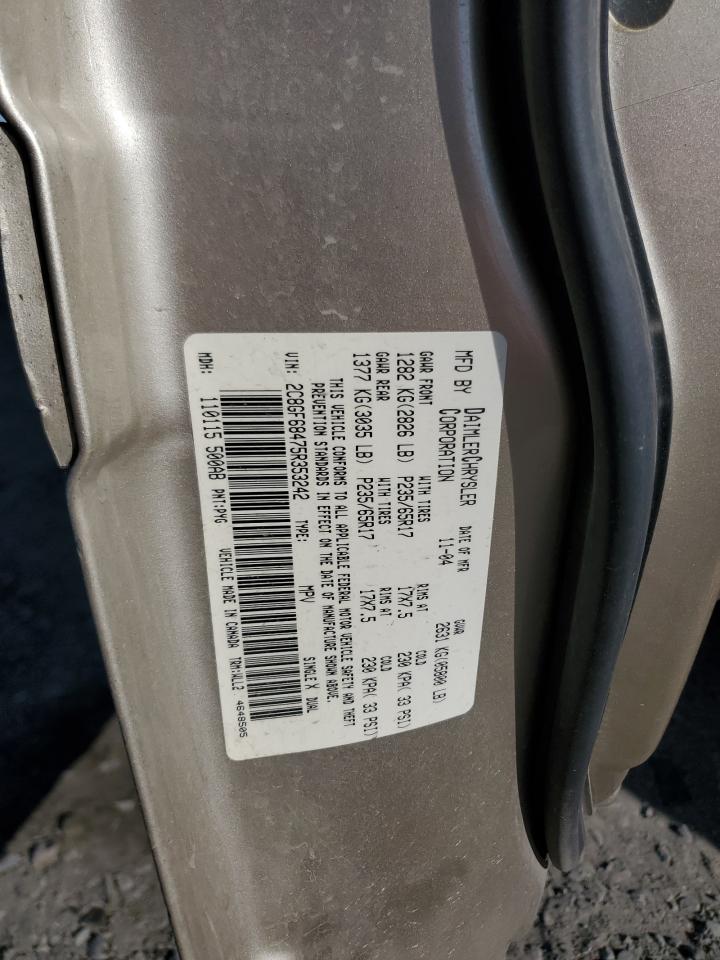 MFD BY DAIMLERCHRYSLER CORPORATION
DATE OF MFR 11-04
GVWR 2631 KG(05800 LB)
GAWR FRONT WITH TIRES RIMS AT COLD
1282 KG(2826 LB) P235/65R17 17X7.5 230 KPA( 33 PSI)
GAWR REAR WITH TIRES RIMS AT COLD
1377 KG(3035 LB) P235/65R17 17X7.5 230 KPA( 33 PSI)
THIS VEHICLE CONFORMS TO ALL APPLICABLE FEDERAL MOTOR VEHICLE SAFETY AND THEFT
PREVENTION STANDARDS IN EFFECT ON THE DATE OF MANUFACTURE SHOWN ABOVE.
VIN: 2C8GF68475R353242 TYPE: MPV SINGLE X DUAL
MDH: 110115 500AB PNT:PYG VEHICLE MADE IN CANADA TRM:WLL2 4648505